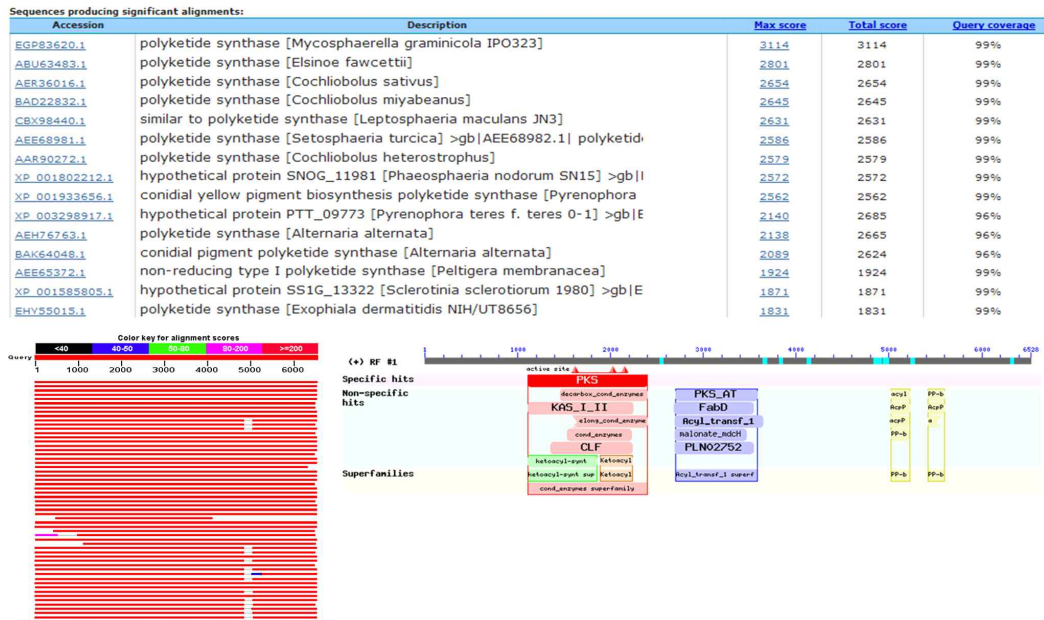 Sequences producing significant alignments:
Accession Description Max score Total score Query coverage
EGP83620.1 polyketide synthase [Mycosphaerella graminicola IPO323] 3114 3114 99%
ABU63483.1 polyketide synthase [Elsinoe fawcettii] 2801 2801 99%
AER36016.1 polyketide synthase [Cochliobolus sativus] 2654 2654 99%
BAD22832.1 polyketide synthase [Cochliobolus miyabeanus] 2645 2645 99%
CBX98440.1 similar to polyketide synthase [Leptosphaeria maculans JN3] 2631 2631 99%
AEE68981.1 polyketide synthase [Setosphaeria turcica] >gb|AEE68982.1| polyketid 2586 2586 99%
AAR90272.1 polyketide synthase [Cochliobolus heterostrophus] 2579 2579 99%
XP_001802212.1 hypothetical protein SNOG_11981 [Phaeosphaeria nodorum SN15] >gb| 2572 2572 99%
XP_001933656.1 conidial yellow pigment biosynthesis polyketide synthase [Pyrenophora 2562 2562 99%
XP_003298917.1 hypothetical protein PTT_09773 [Pyrenophora teres f. teres 0-1] >gb|E 2140 2685 96%
AEH76763.1 polyketide synthase [Alternaria alternata] 2138 2665 96%
BAK64048.1 conidial pigment polyketide synthase [Alternaria alternata] 2089 2624 96%
AEE65372.1 non-reducing type I polyketide synthase [Peltigera membranacea] 1924 1924 99%
XP_001585805.1 hypothetical protein SS1G_13322 [Sclerotinia sclerotiorum 1980] >gb|E 1871 1871 99%
EHY55015.1 polyketide synthase [Exophiala dermatitidis NIH/UT8656] 1831 1831 99%
Color key for alignment scores
<40 40-50 50-80 80-200 >=200
Query
1 1000 2000 3000 4000 5000 6000
1 1000 2000 3000 4000 5000 6000 6528
(+) RF #1
active site
Specific hits PKS
Non-specific hits
decarbox_cond_enzymes PKS_AT acyl PP-b
KAS_I_II FabD AcpP AcpP
elong_cond_enzyme Acyl_transf_1 acpP a
cond_enzymes malonate_mdcH PP-b
CLF PLN02752
ketoacyl-synt Ketoacyl
Superfamilies ketoacyl-synt sup Ketoacyl Acyl_transf_1 superf PP-b PP-b
cond_enzymes superfamily